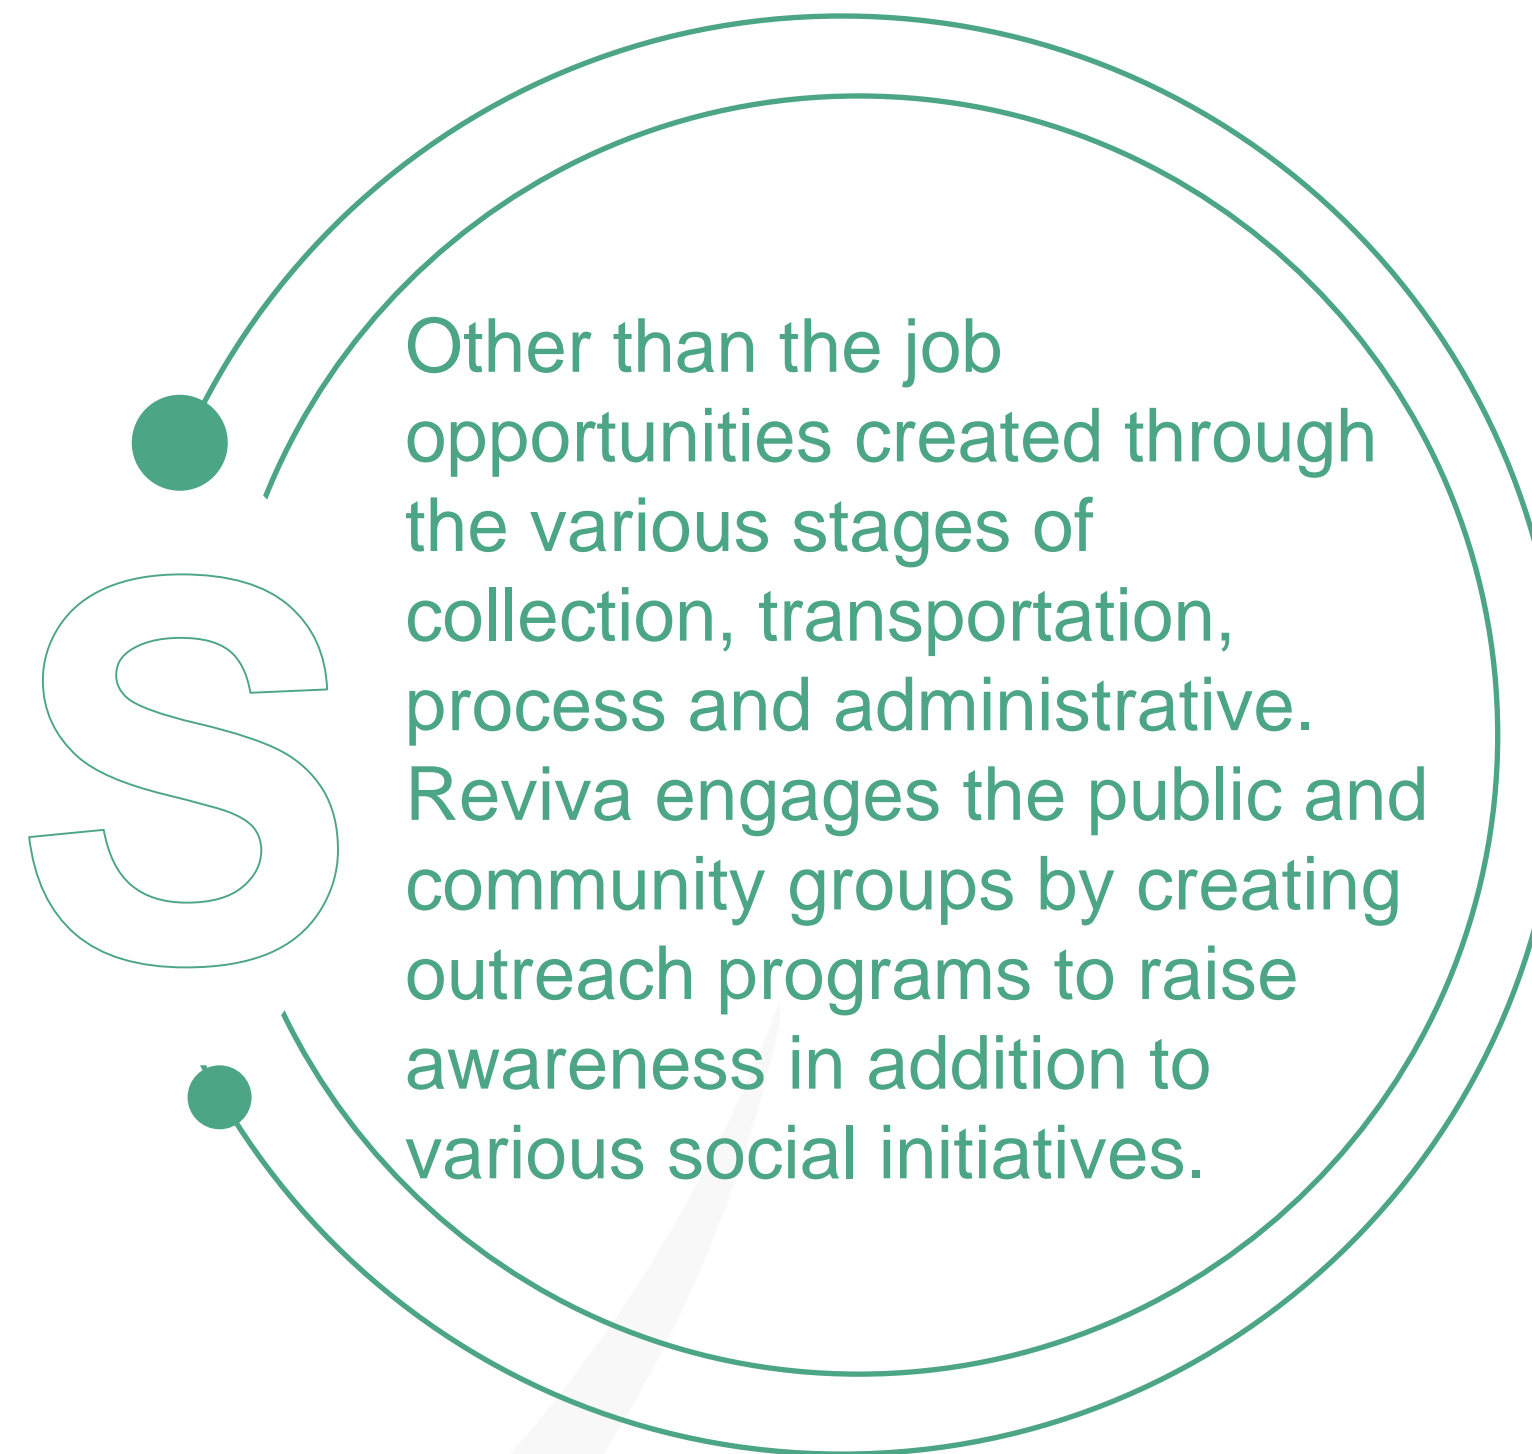 S
Other than the job
opportunities created through
the various stages of
collection, transportation,
process and administrative.
Reviva engages the public and
community groups by creating
outreach programs to raise
awareness in addition to
various social initiatives.